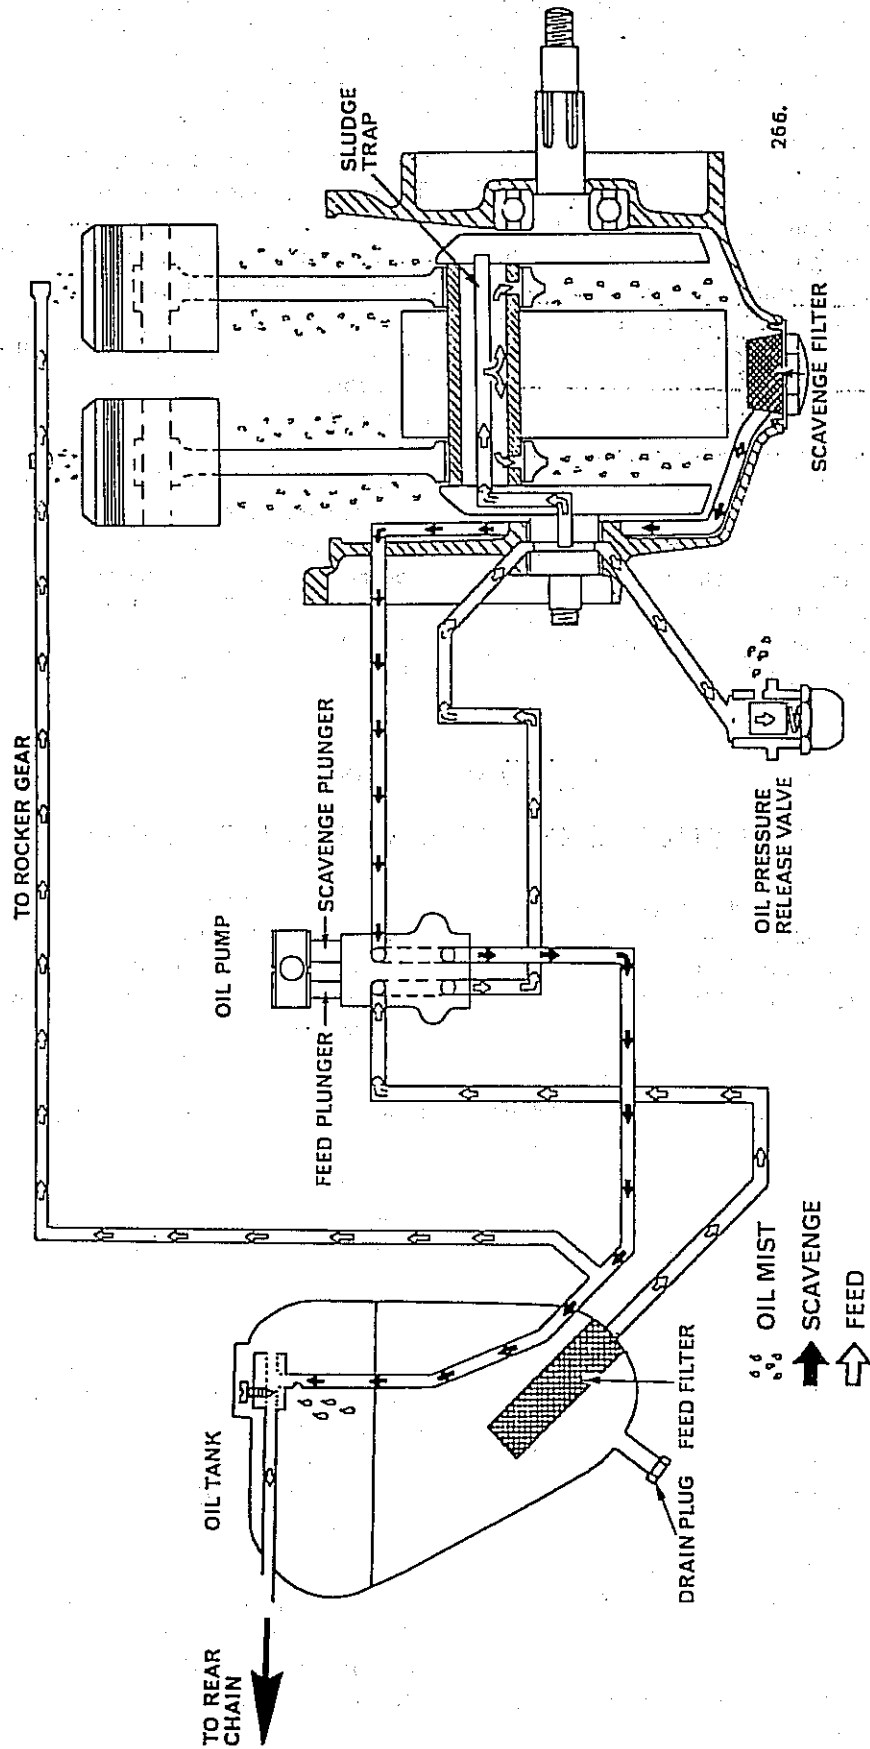 TO ROCKER GEAR
SLUDGE
TRAP
266.
OIL PUMP
FEED PLUNGER
SCAVENGE PLUNGER
SCAVENGE FILTER
OIL TANK
OIL PRESSURE
RELEASE VALVE
TO REAR
CHAIN
DRAIN PLUG
FEED FILTER
OIL MIST
SCAVENGE
FEED